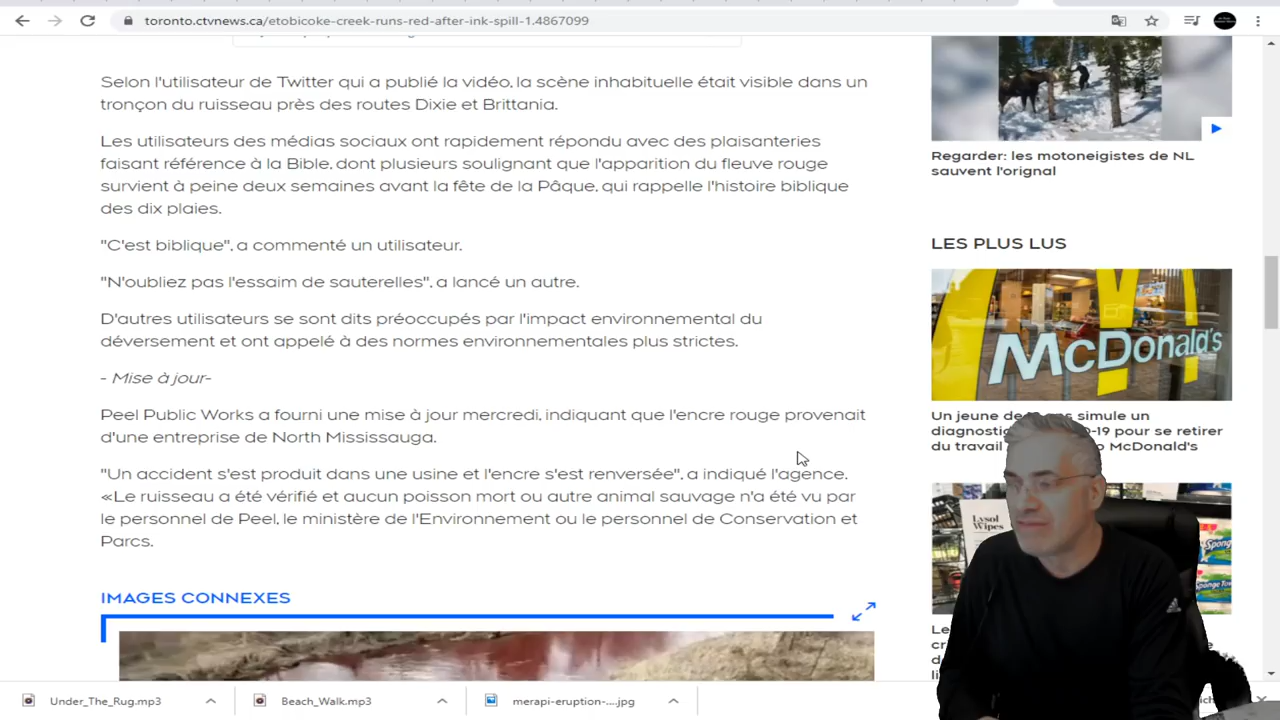 toronto.ctvnews.ca/etobicoke-creek-runs-red-after-ink-spill-1.4867099
Selon l'utilisateur de Twitter qui a publié la vidéo, la scène inhabituelle était visible dans un
tronçon du ruisseau près des routes Dixie et Brittania.
Les utilisateurs des médias sociaux ont rapidement répondu avec des plaisanteries
faisant référence à la Bible, dont plusieurs soulignant que l'apparition du fleuve rouge
survient à peine deux semaines avant la fête de la Pâque, qui rappelle l'histoire biblique
des dix plaies.
"C'est biblique", a commenté un utilisateur.
"N'oubliez pas l'essaim de sauterelles", a lancé un autre.
D'autres utilisateurs se sont dits préoccupés par l'impact environnemental du
déversement et ont appelé à des normes environnementales plus strictes.
- Mise à jour-
Peel Public Works a fourni une mise à jour mercredi, indiquant que l'encre rouge provenait
d'une entreprise de North Mississauga.
"Un accident s'est produit dans une usine et l'encre s'est renversée", a indiqué l'agence.
«Le ruisseau a été vérifié et aucun poisson mort ou autre animal sauvage n'a été vu par
le personnel de Peel, le ministère de l'Environnement ou le personnel de Conservation et
Parcs.
IMAGES CONNEXES
Regarder: les motoneigistes de NL
sauvent l'orignal
LES PLUS LUS
McDonald's
Un jeune de ans simule un
diagnostic -19 pour se retirer
du travail McDonald's
Lysol
Wipes
Le
Under_The_Rug.mp3
Beach_Walk.mp3
merapi-eruption-....jpg